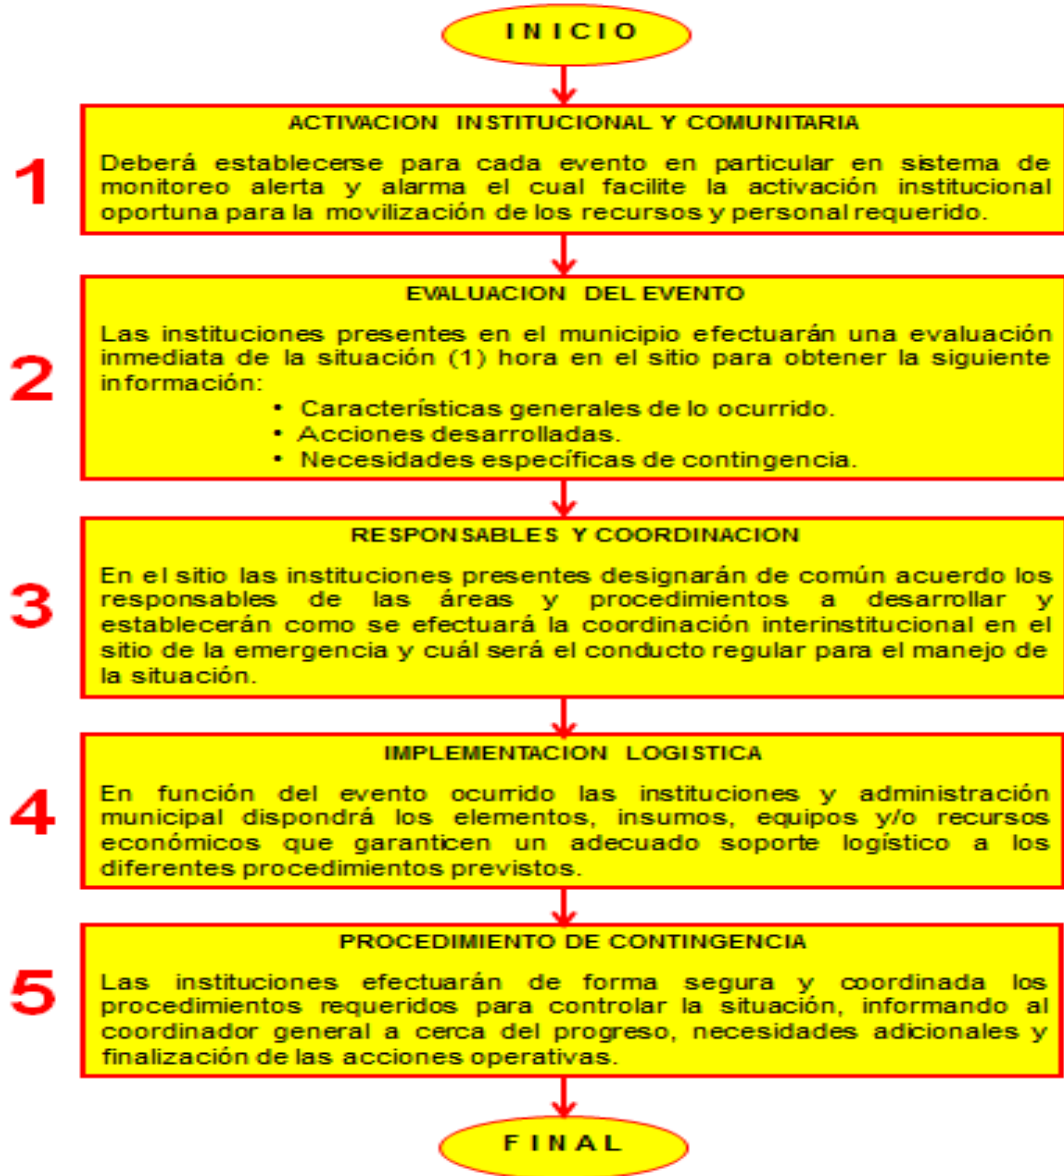 INICIO
ACTIVACION INSTITUCIONAL Y COMUNITARIA
1
Deberá establecerse para cada evento en particular en sistema de
monitoreo alerta y alarma el cual facilite la activación institucional
oportuna para la movilización de los recursos y personal requerido.
EVALUACION DEL EVENTO
2
Las instituciones presentes en el municipio efectuarán una evaluación
inmediata de la situación (1) hora en el sitio para obtener la siguiente
información:
• Características generales de lo ocurrido.
• Acciones desarrolladas.
• Necesidades específicas de contingencia.
RESPONSABLES Y COORDINACION
3
En el sitio las instituciones presentes designarán de común acuerdo los
responsables de las áreas y procedimientos a desarrollar y
establecerán como se efectuará la coordinación interinstitucional en el
sitio de la emergencia y cuál será el conducto regular para el manejo de
la situación.
IMPLEMENTACION LOGISTICA
4
En función del evento ocurrido las instituciones y administración
municipal dispondrá los elementos, insumos, equipos y/o recursos
económicos que garanticen un adecuado soporte logístico a los
diferentes procedimientos previstos.
PROCEDIMIENTO DE CONTINGENCIA
5
Las instituciones efectuarán de forma segura y coordinada los
procedimientos requeridos para controlar la situación, informando al
coordinador general a cerca del progreso, necesidades adicionales y
finalización de las acciones operativas.
FINAL